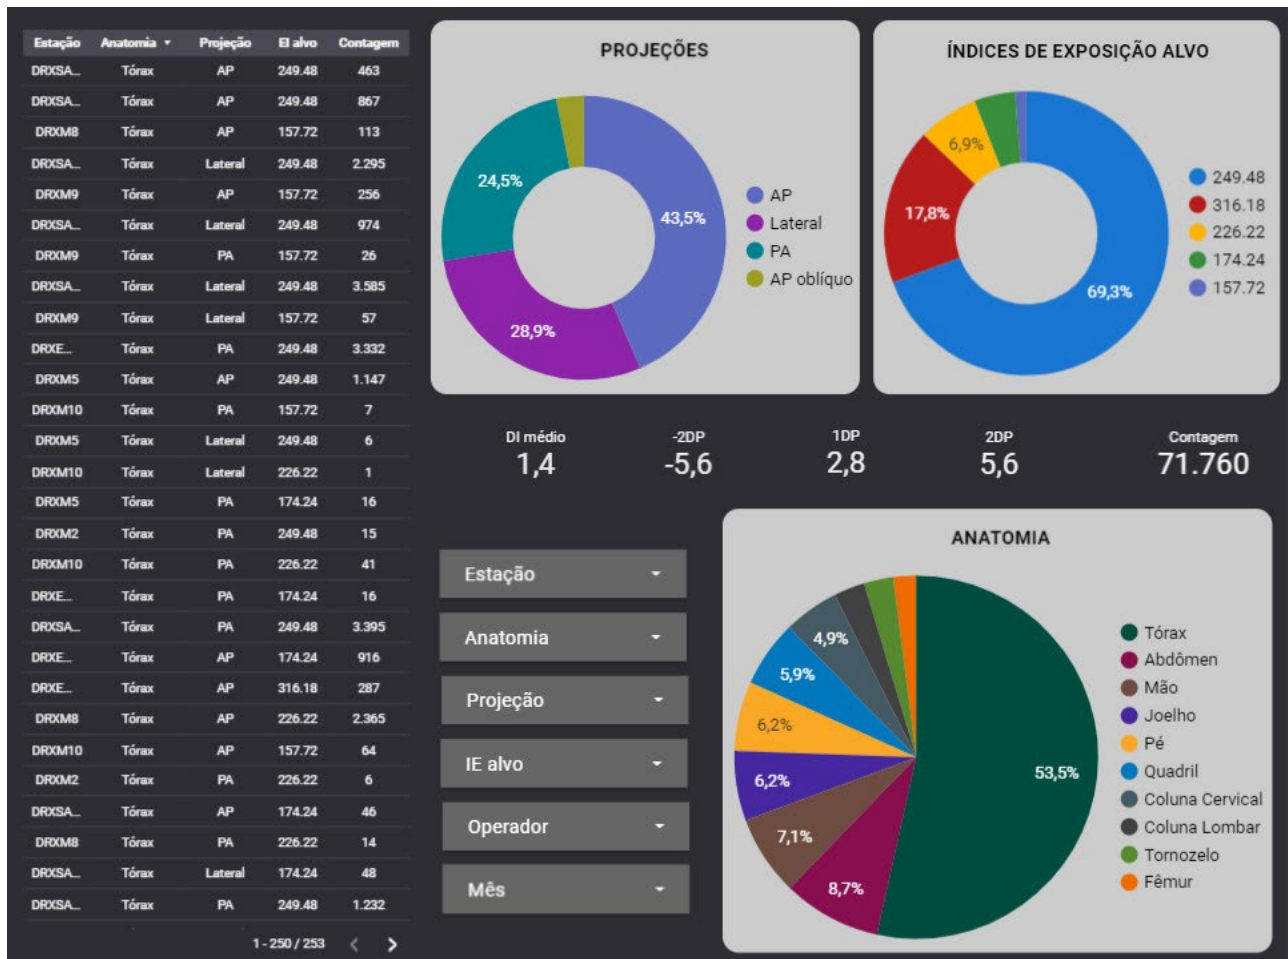 Estação Anatomia Projeção EI alvo Contagem
DRXSA... Tórax AP 249.48 463
DRXSA... Tórax AP 249.48 867
DRXM8 Tórax AP 157.72 113
DRXSA... Tórax Lateral 249.48 2.295
DRXM9 Tórax AP 157.72 256
DRXSA... Tórax Lateral 249.48 974
DRXM9 Tórax PA 157.72 26
DRXSA... Tórax Lateral 249.48 3.585
DRXM9 Tórax Lateral 157.72 57
DRXE... Tórax PA 249.48 3.332
DRXM5 Tórax AP 249.48 1.147
DRXM10 Tórax PA 157.72 7
DRXM5 Tórax Lateral 249.48 6
DRXM10 Tórax Lateral 226.22 1
DRXM5 Tórax PA 174.24 16
DRXM2 Tórax PA 249.48 15
DRXM10 Tórax PA 226.22 41
DRXE... Tórax PA 174.24 16
DRXSA... Tórax PA 249.48 3.395
DRXE... Tórax AP 174.24 916
DRXE... Tórax AP 316.18 287
DRXM8 Tórax AP 226.22 2.365
DRXM10 Tórax AP 157.72 64
DRXM2 Tórax PA 226.22 6
DRXSA... Tórax AP 174.24 46
DRXM8 Tórax PA 226.22 14
DRXSA... Tórax Lateral 174.24 48
DRXSA... Tórax PA 249.48 1.232
1 - 250 / 253
PROJEÇÕES
43,5%
28,9%
24,5%
AP
Lateral
PA
AP oblíquo
ÍNDICES DE EXPOSIÇÃO ALVO
69,3%
17,8%
6,9%
249.48
316.18
226.22
174.24
157.72
DI médio -2DP 1DP 2DP Contagem
1,4 -5,6 2,8 5,6 71.760
Estação
Anatomia
Projeção
IE alvo
Operador
Mês
ANATOMIA
53,5%
8,7%
7,1%
6,2%
6,2%
5,9%
4,9%
Tórax
Abdômen
Mão
Joelho
Pé
Quadril
Coluna Cervical
Coluna Lombar
Tornozelo
Fêmur